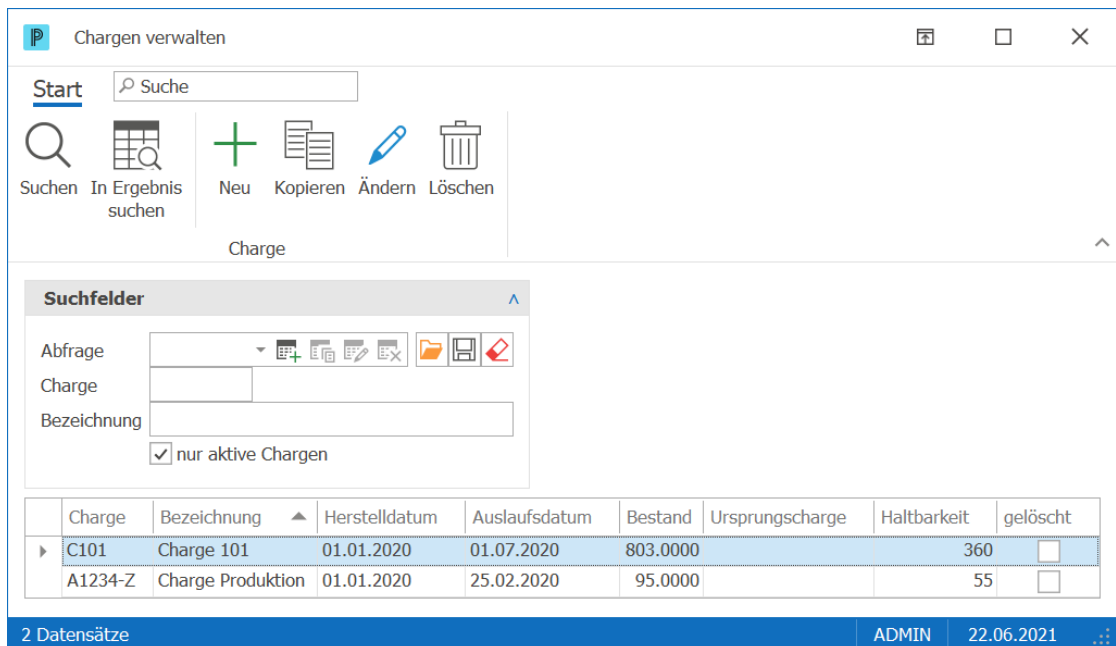 Chargen verwalten
Start Suche
Suchen In Ergebnis suchen Neu Kopieren Ändern Löschen
Charge
Suchfelder
Abfrage
Charge
Bezeichnung
nur aktive Chargen
Charge Bezeichnung Herstelldatum Auslaufsdatum Bestand Ursprungscharge Haltbarkeit gelöscht
C101 Charge 101 01.01.2020 01.07.2020 803.0000 360
A1234-Z Charge Produktion 01.01.2020 25.02.2020 95.0000 55
2 Datensätze ADMIN 22.06.2021